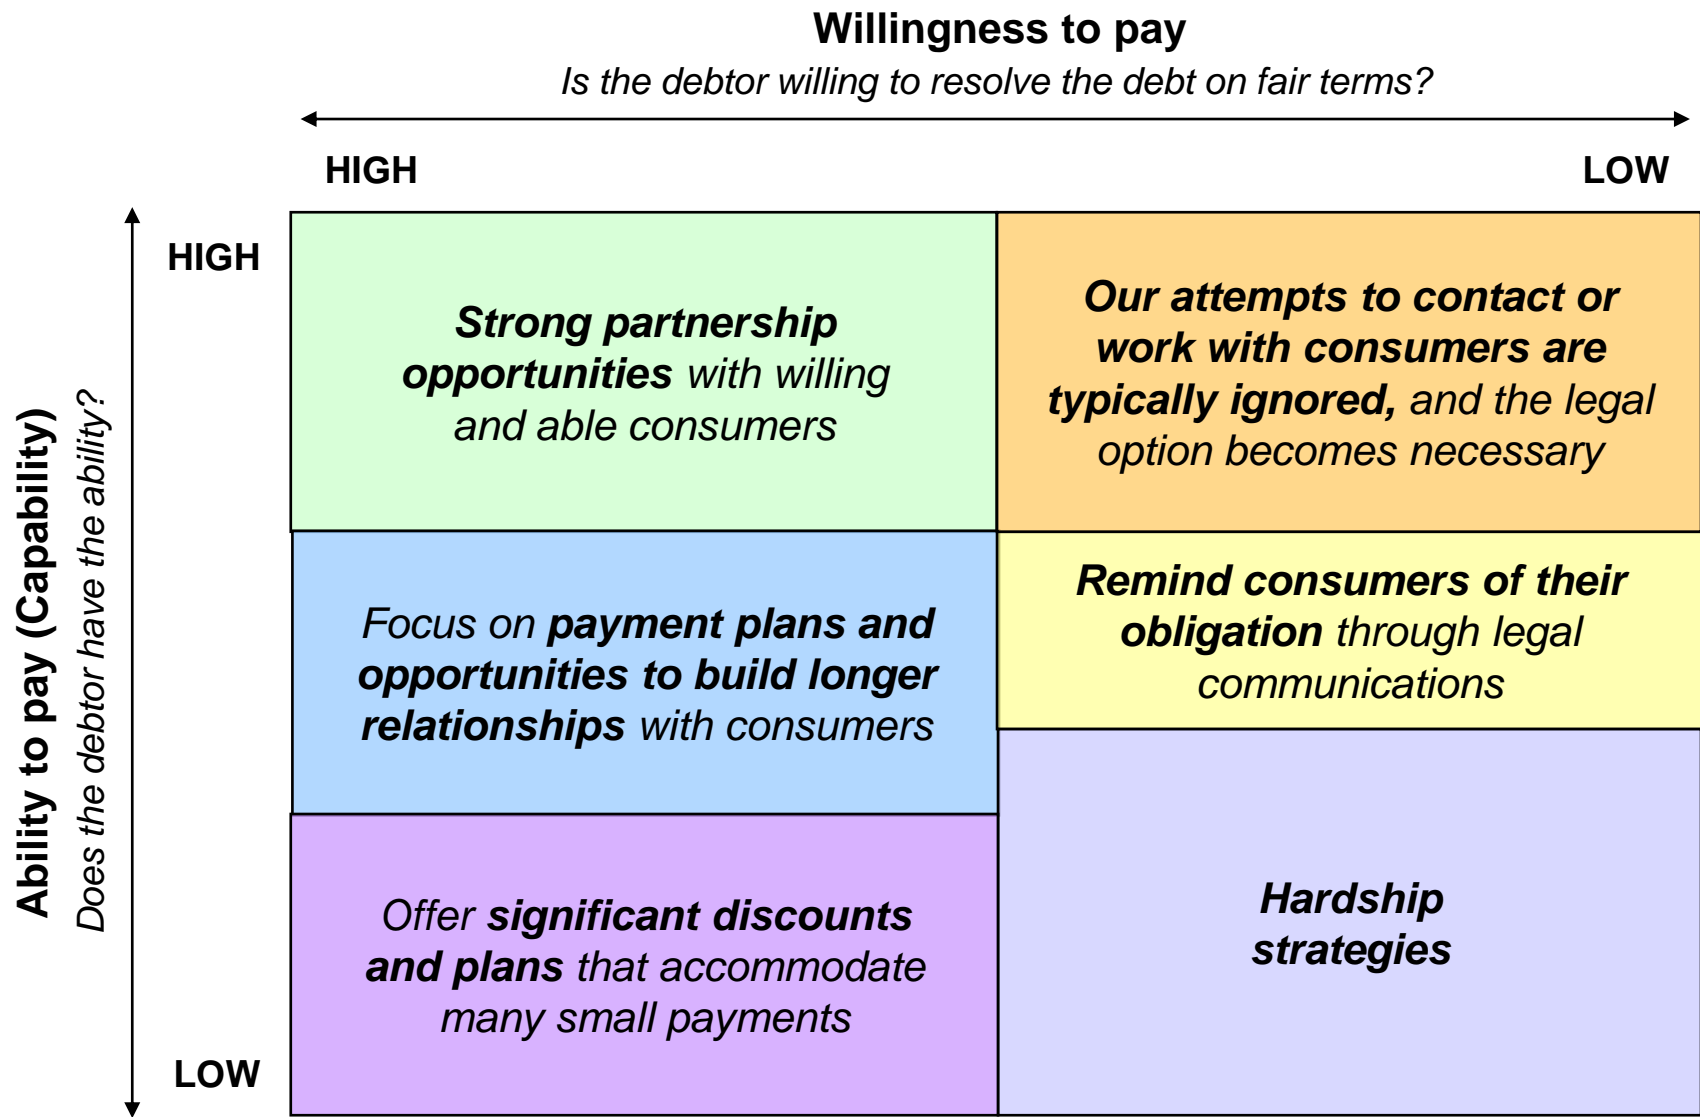 Willingness to pay
Is the debtor willing to resolve the debt on fair terms?
HIGH
LOW
Ability to pay (Capability)
Does the debtor have the ability?
HIGH
LOW
Strong partnership
opportunities with willing
and able consumers
Our attempts to contact or
work with consumers are
typically ignored, and the legal
option becomes necessary
Focus on payment plans and
opportunities to build longer
relationships with consumers
Remind consumers of their
obligation through legal
communications
Offer significant discounts
and plans that accommodate
many small payments
Hardship
strategies